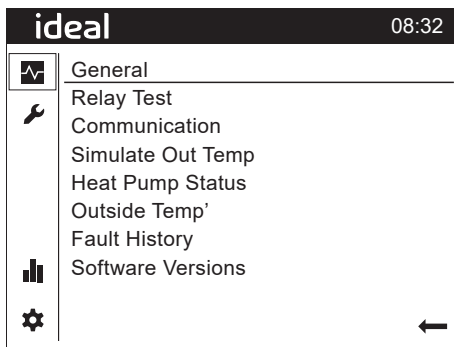 ideal 08:32
General
Relay Test
Communication
Simulate Out Temp
Heat Pump Status
Outside Temp'
Fault History
Software Versions